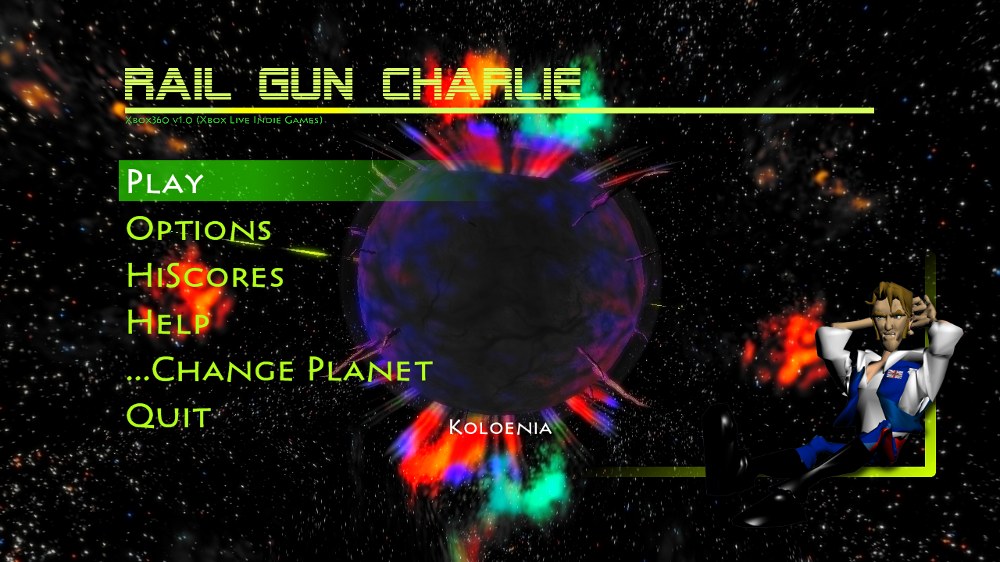 RAIL GUN CHARLIE
Xbox360 v1.0 (Xbox Live Indie Games)
Play
Options
HiScores
Help
...Change Planet
Quit
Koloenia